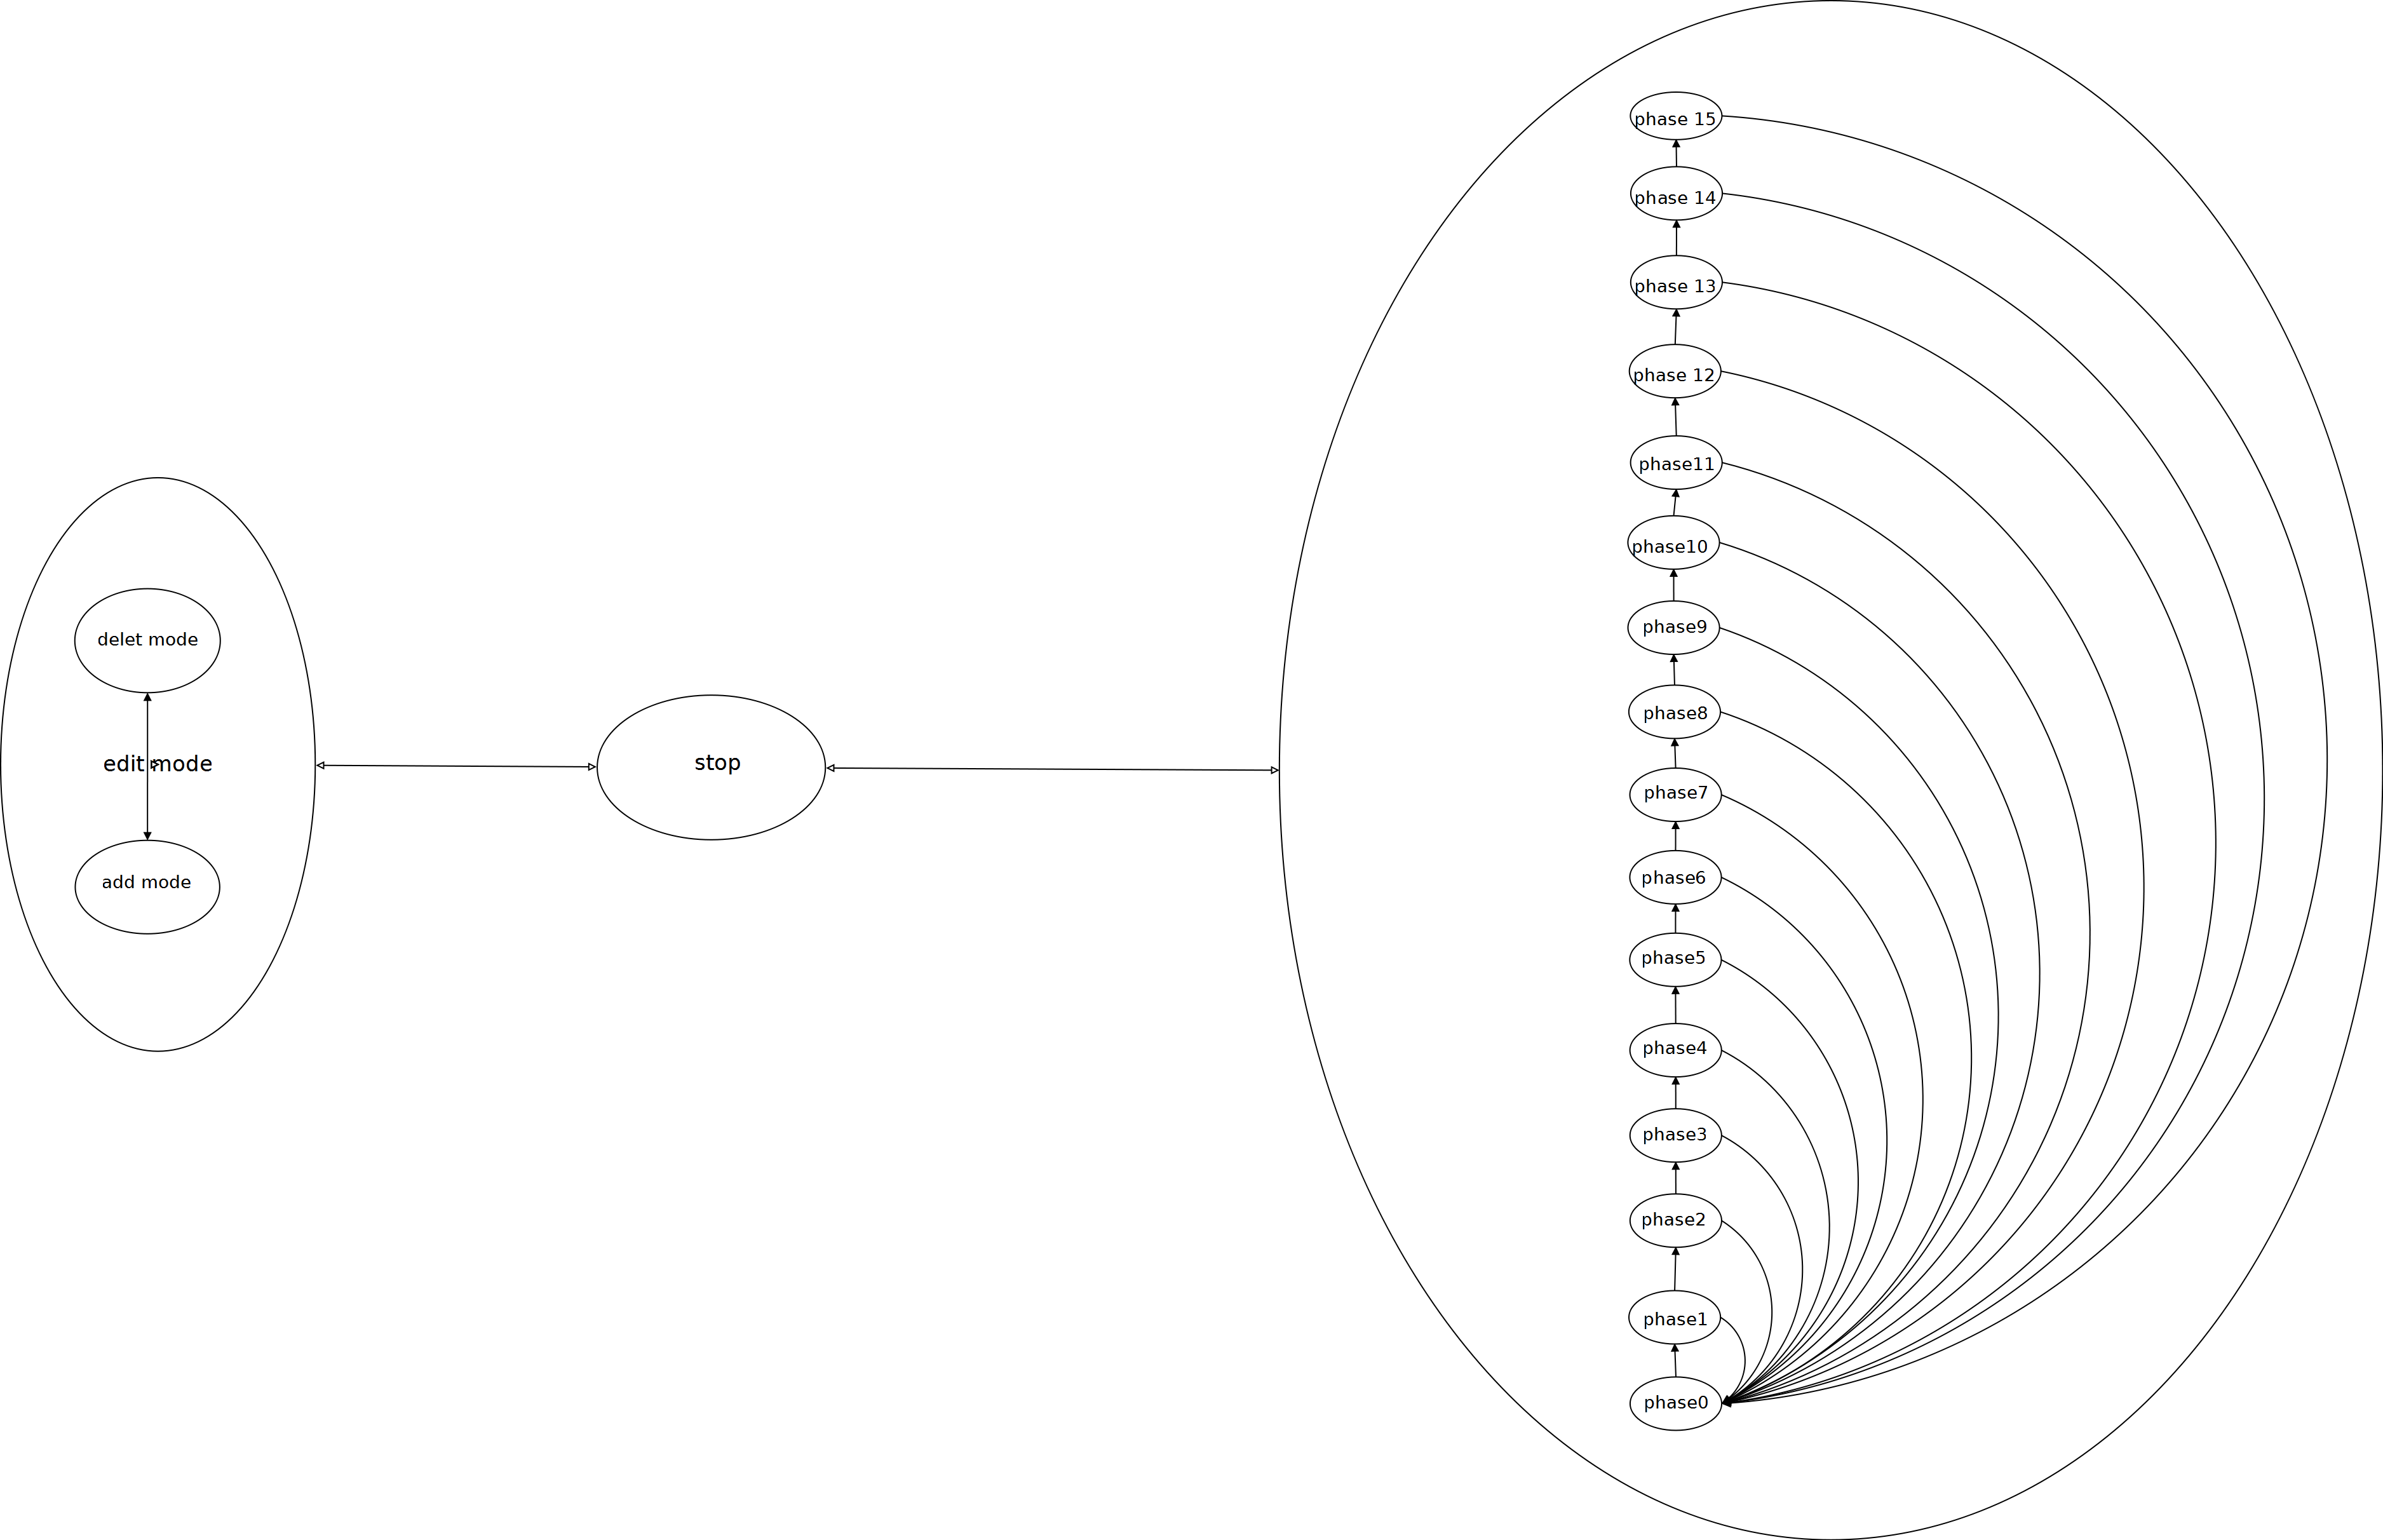 delet mode
edit mode
add mode
stop
phase 15
phase 14
phase 13
phase 12
phase11
phase10
phase9
phase8
phase7
phase6
phase5
phase4
phase3
phase2
phase1
phase0